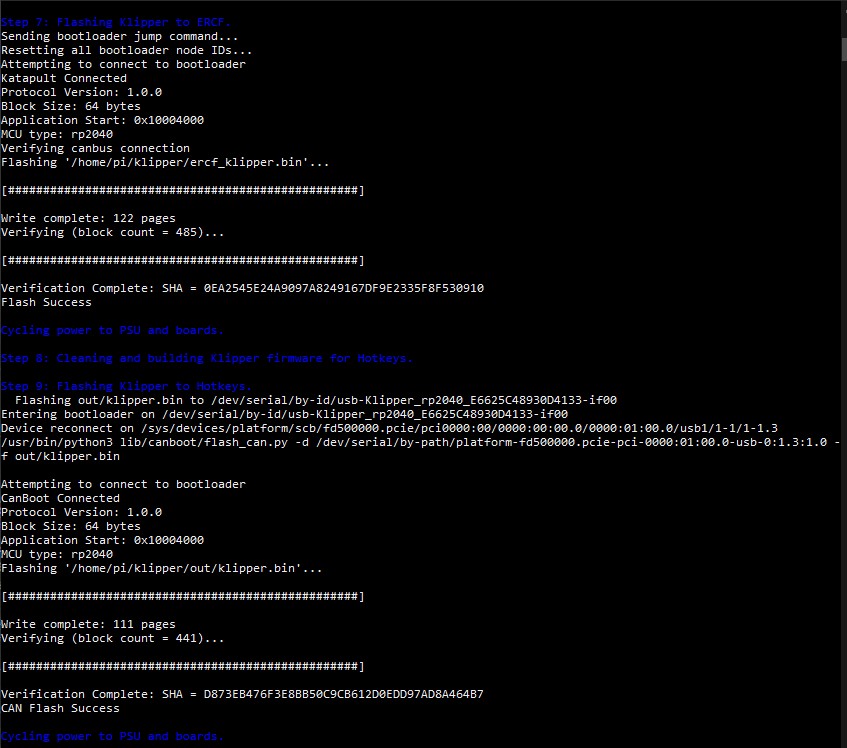 Step 7: Flashing Klipper to ERCF.
Sending bootloader jump command...
Resetting all bootloader node IDs...
Attempting to connect to bootloader
Katapult Connected
Protocol Version: 1.0.0
Block Size: 64 bytes
Application Start: 0x10004000
MCU type: rp2040
Verifying canbus connection
Flashing '/home/pi/klipper/ercf_klipper.bin'...
[##################################################]
Write complete: 122 pages
Verifying (block count = 485)...
[##################################################]
Verification Complete: SHA = 0EA2545E24A9097A8249167DF9E2335F8F530910
Flash Success
Cycling power to PSU and boards.
Step 8: Cleaning and building Klipper firmware for Hotkeys.
Step 9: Flashing Klipper to Hotkeys.
Flashing out/klipper.bin to /dev/serial/by-id/usb-Klipper_rp2040_E6625C48930D4133-if00
Entering bootloader on /dev/serial/by-id/usb-Klipper_rp2040_E6625C48930D4133-if00
Device reconnect on /sys/devices/platform/scb/fd500000.pcie/pci0000:00/0000:00:00.0/0000:01:00.0/usb1/1-1/1-1.3
/usr/bin/python3 lib/canboot/flash_can.py -d /dev/serial/by-path/platform-fd500000.pcie-pci-0000:01:00.0-usb-0:1.3:1.0 -
f out/klipper.bin
Attempting to connect to bootloader
CanBoot Connected
Protocol Version: 1.0.0
Block Size: 64 bytes
Application Start: 0x10004000
MCU type: rp2040
Flashing '/home/pi/klipper/out/klipper.bin'...
[##################################################]
Write complete: 111 pages
Verifying (block count = 441)...
[##################################################]
Verification Complete: SHA = D873EB476F3E8BB50C9CB612D0EDD97AD8A464B7
CAN Flash Success
Cycling power to PSU and boards.